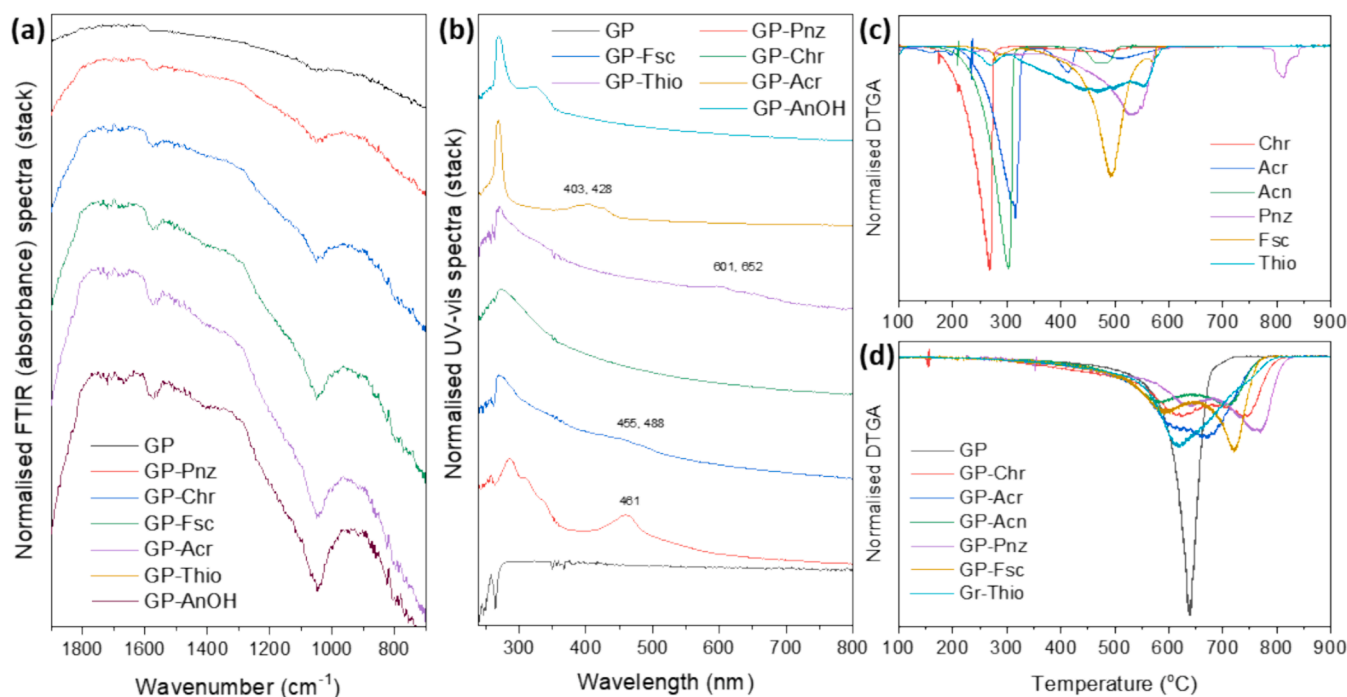 (a)
Normalised FTIR (absorbance) spectra (stack)
GP
GP-Pnz
GP-Chr
GP-Fsc
GP-Acr
GP-Thio
GP-AnOH
1800 1600 1400 1200 1000 800
Wavenumber (cm⁻¹)
(b)
Normalised UV-vis spectra (stack)
GP GP-Pnz
GP-Fsc GP-Chr
GP-Thio GP-Acr
GP-AnOH
403, 428
601, 652
455, 488
461
300 400 500 600 700 800
Wavelength (nm)
(c)
Normalised DTGA
Chr
Acr
Acn
Pnz
Fsc
Thio
100 200 300 400 500 600 700 800 900
(d)
Normalised DTGA
GP
GP-Chr
GP-Acr
GP-Acn
GP-Pnz
GP-Fsc
Gr-Thio
100 200 300 400 500 600 700 800 900
Temperature (°C)